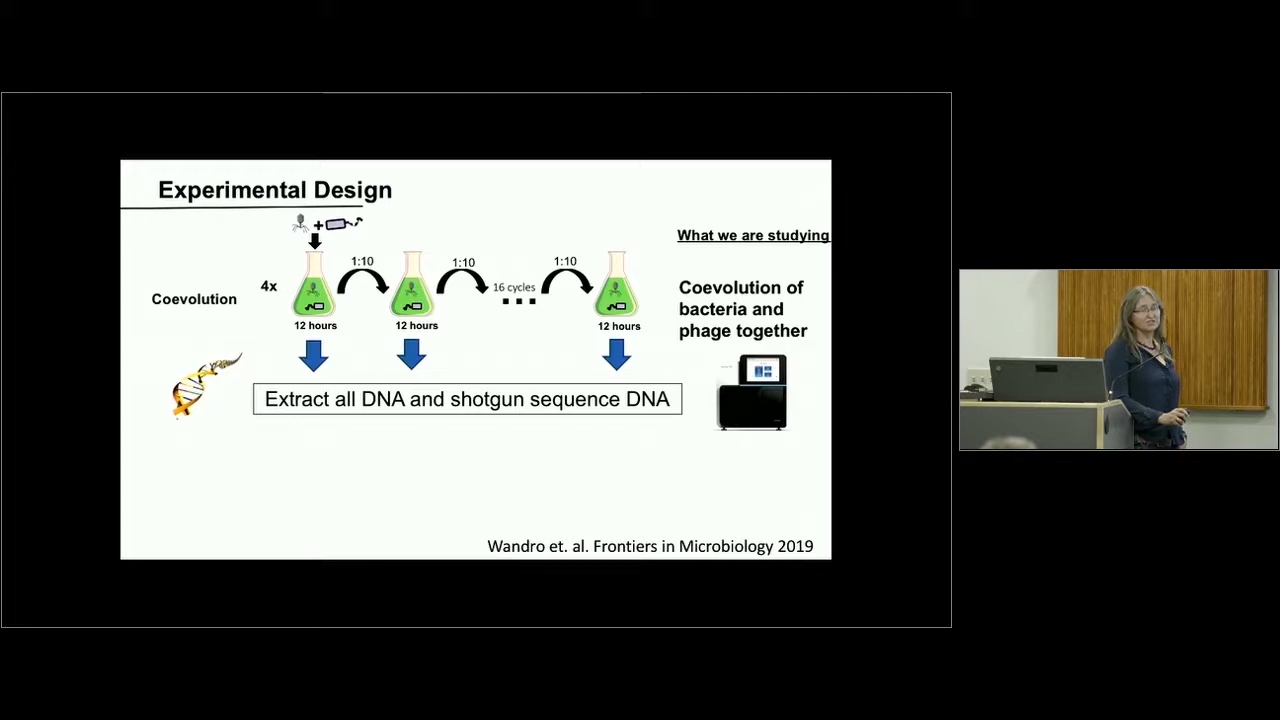 Experimental Design
+
What we are studying
1:10
1:10
1:10
4x
16 cycles
Coevolution
Coevolution of
bacteria and
phage together
12 hours
12 hours
12 hours
Extract all DNA and shotgun sequence DNA
Wandro et. al. Frontiers in Microbiology 2019